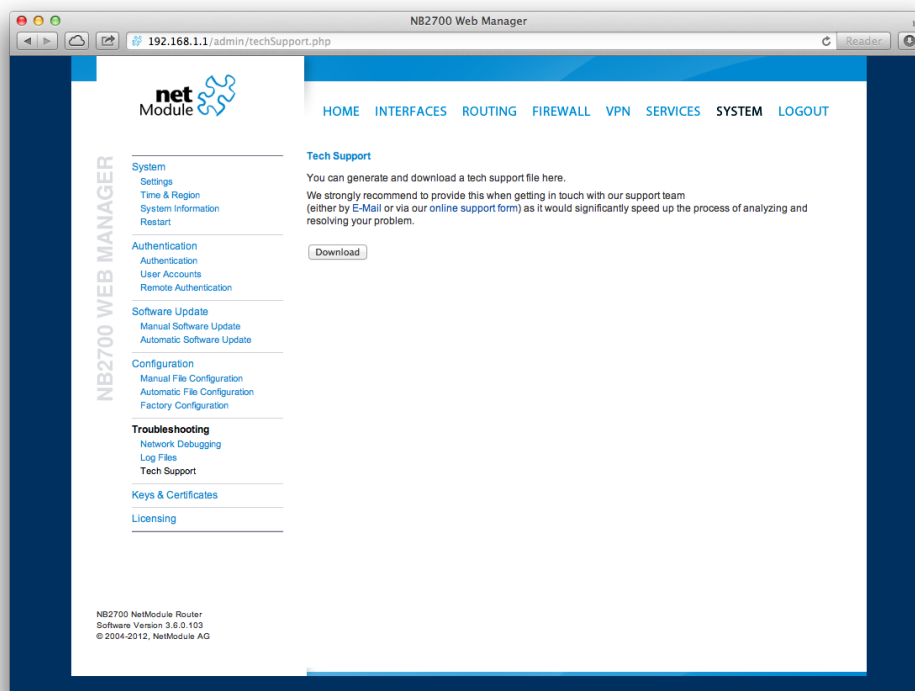 NB2700 Web Manager
192.168.1.1/admin/techSupport.php
Reader
net
Module
HOME INTERFACES ROUTING FIREWALL VPN SERVICES SYSTEM LOGOUT
NB2700 WEB MANAGER
System
Settings
Time & Region
System Information
Restart
Authentication
Authentication
User Accounts
Remote Authentication
Software Update
Manual Software Update
Automatic Software Update
Configuration
Manual File Configuration
Automatic File Configuration
Factory Configuration
Troubleshooting
Network Debugging
Log Files
Tech Support
Keys & Certificates
Licensing
Tech Support
You can generate and download a tech support file here.
We strongly recommend to provide this when getting in touch with our support team
(either by E-Mail or via our online support form) as it would significantly speed up the process of analyzing and
resolving your problem.
Download
NB2700 NetModule Router
Software Version 3.6.0.103
© 2004-2012, NetModule AG